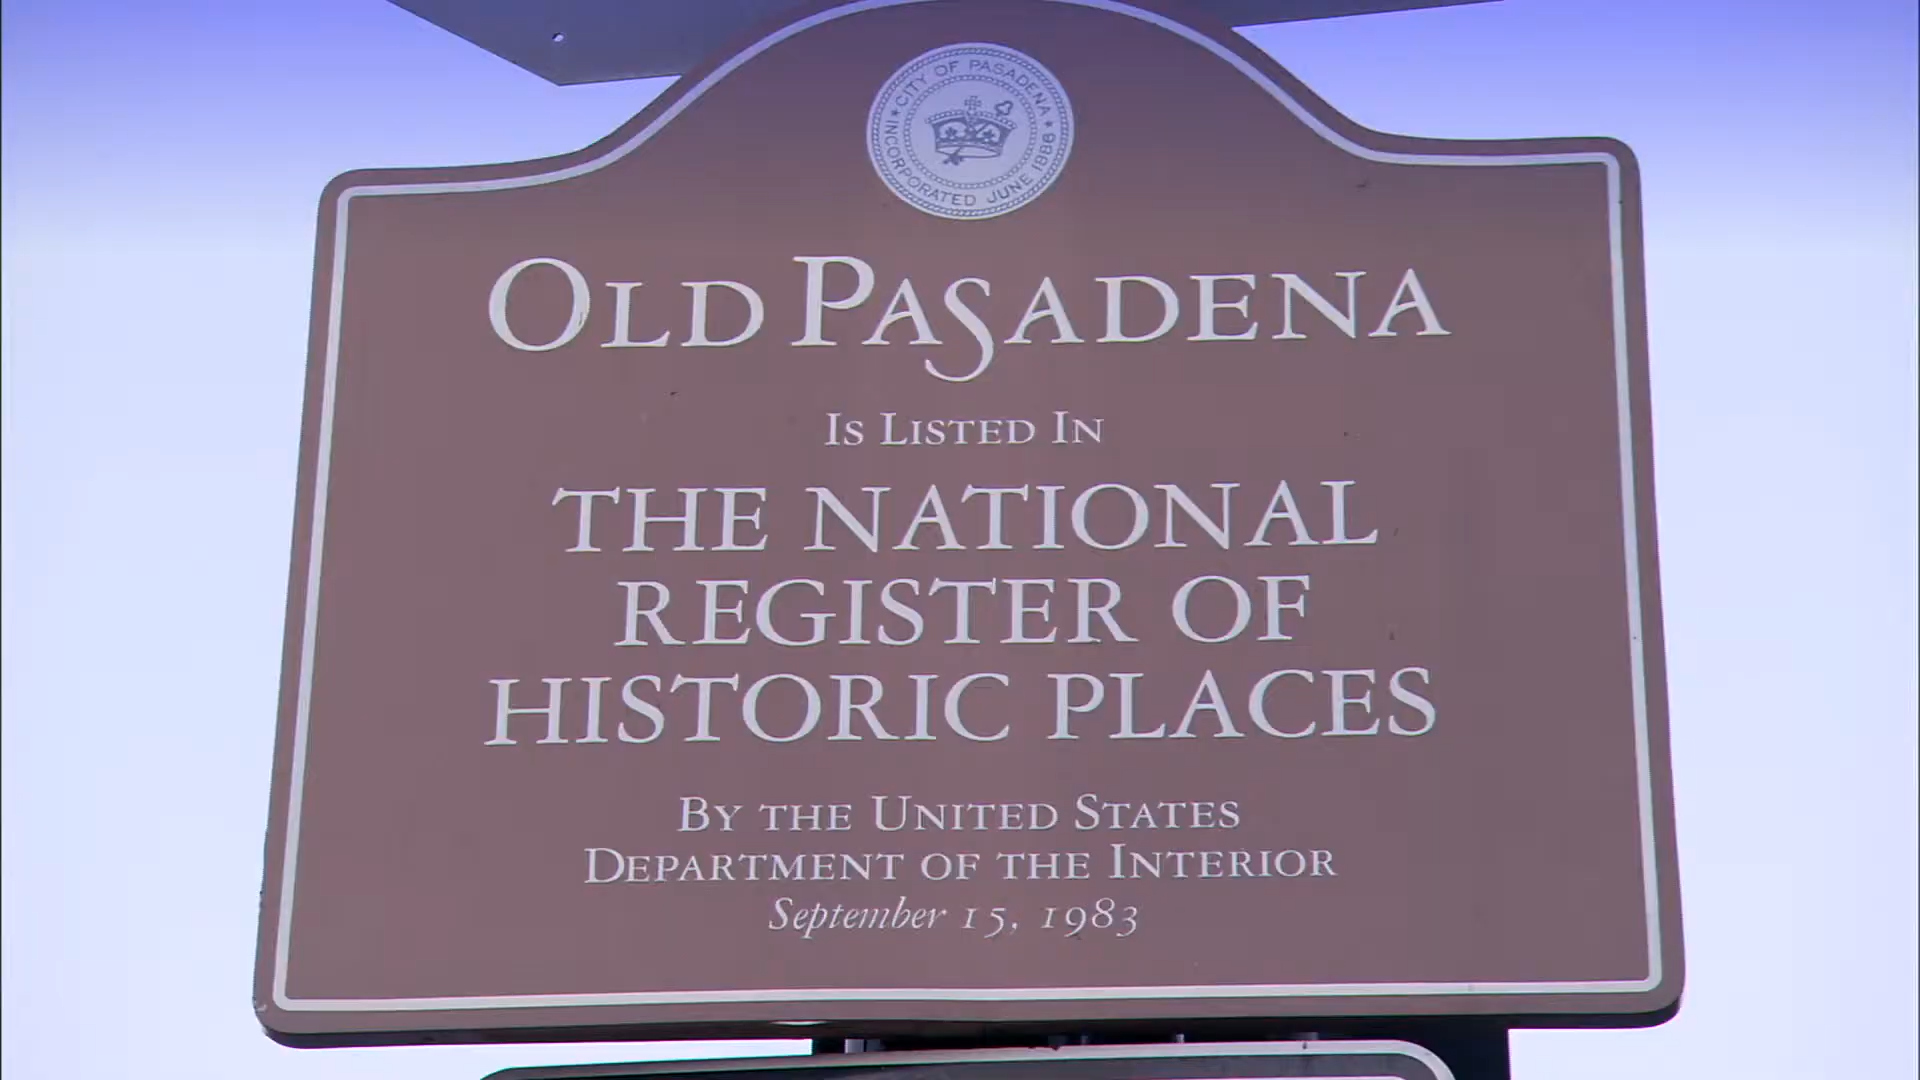 CITY OF PASADENA
INCORPORATED JUNE 1886
OLD PASADENA
IS LISTED IN
THE NATIONAL
REGISTER OF
HISTORIC PLACES
BY THE UNITED STATES
DEPARTMENT OF THE INTERIOR
September 15, 1983